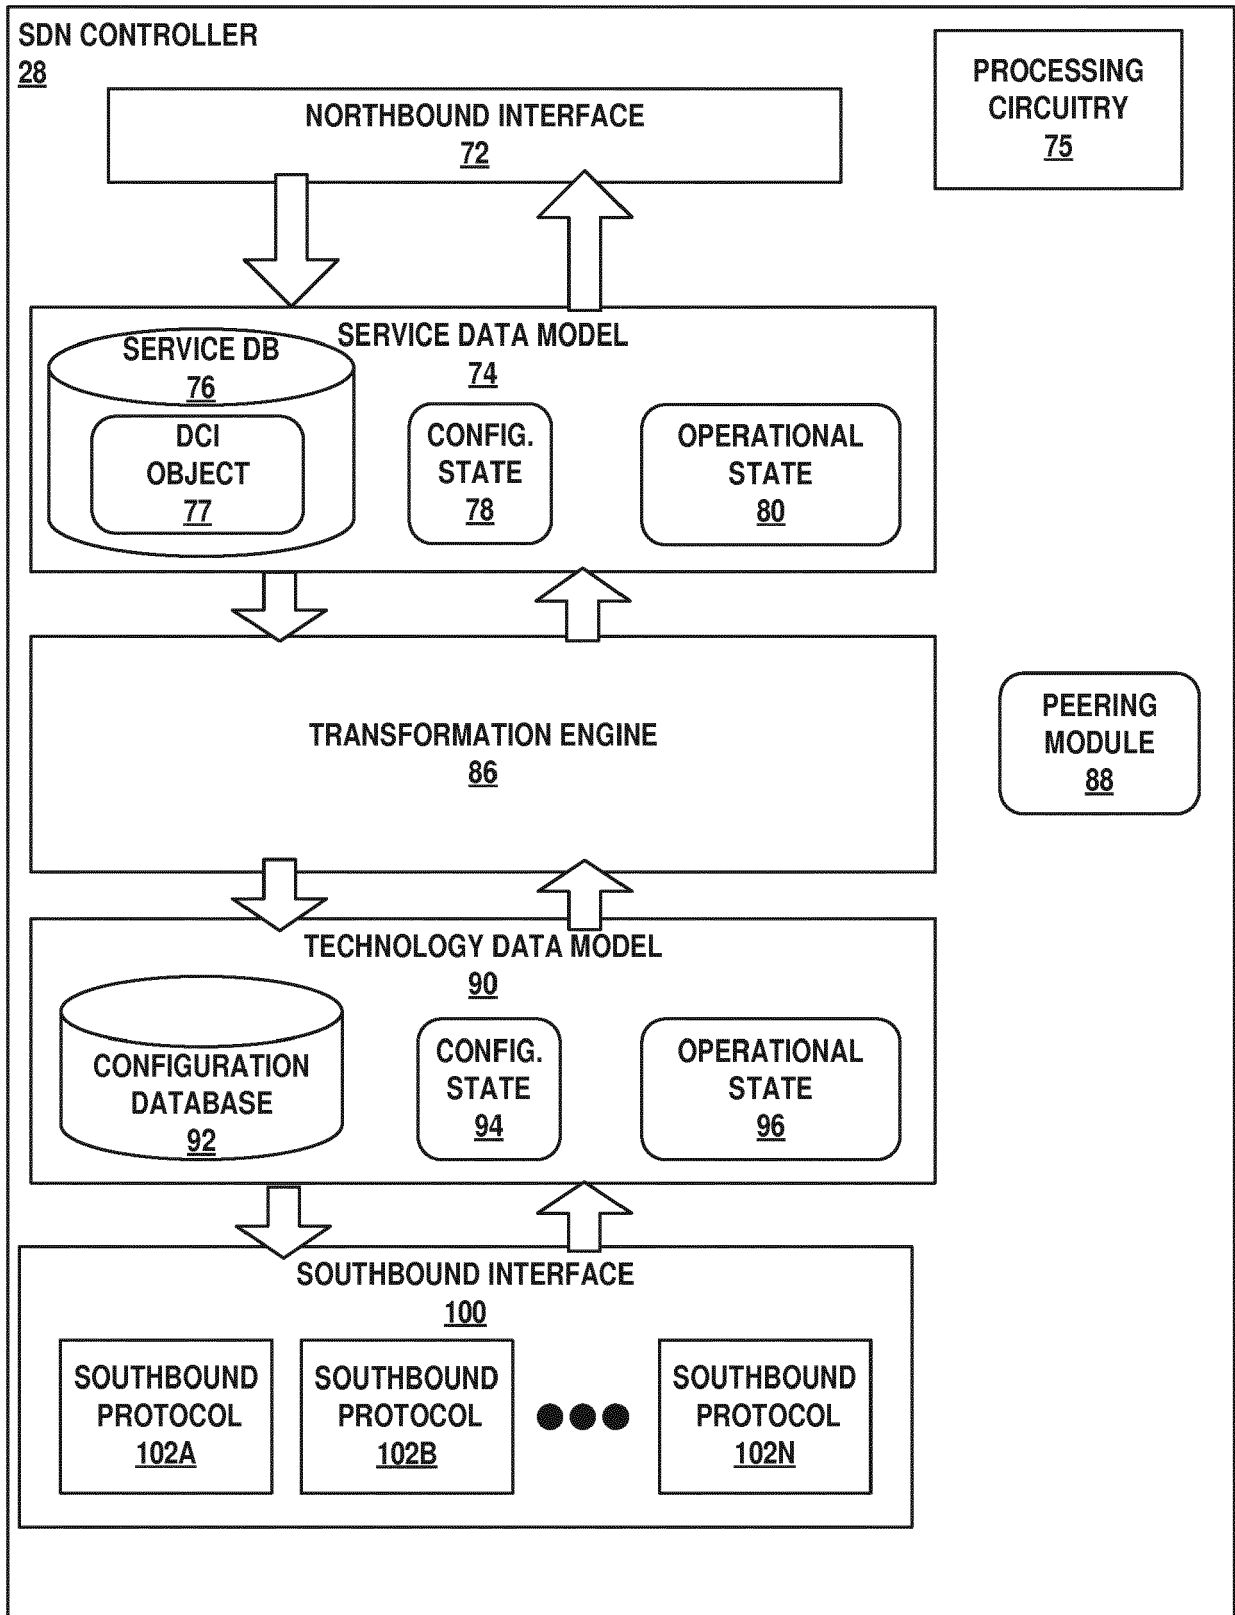 SDN CONTROLLER
28
PROCESSING
CIRCUITRY
75
NORTHBOUND INTERFACE
72
SERVICE DATA MODEL
74
SERVICE DB
76
DCI
OBJECT
77
CONFIG.
STATE
78
OPERATIONAL
STATE
80
TRANSFORMATION ENGINE
86
PEERING
MODULE
88
TECHNOLOGY DATA MODEL
90
CONFIGURATION
DATABASE
92
CONFIG.
STATE
94
OPERATIONAL
STATE
96
SOUTHBOUND INTERFACE
100
SOUTHBOUND
PROTOCOL
102A
SOUTHBOUND
PROTOCOL
102B
SOUTHBOUND
PROTOCOL
102N